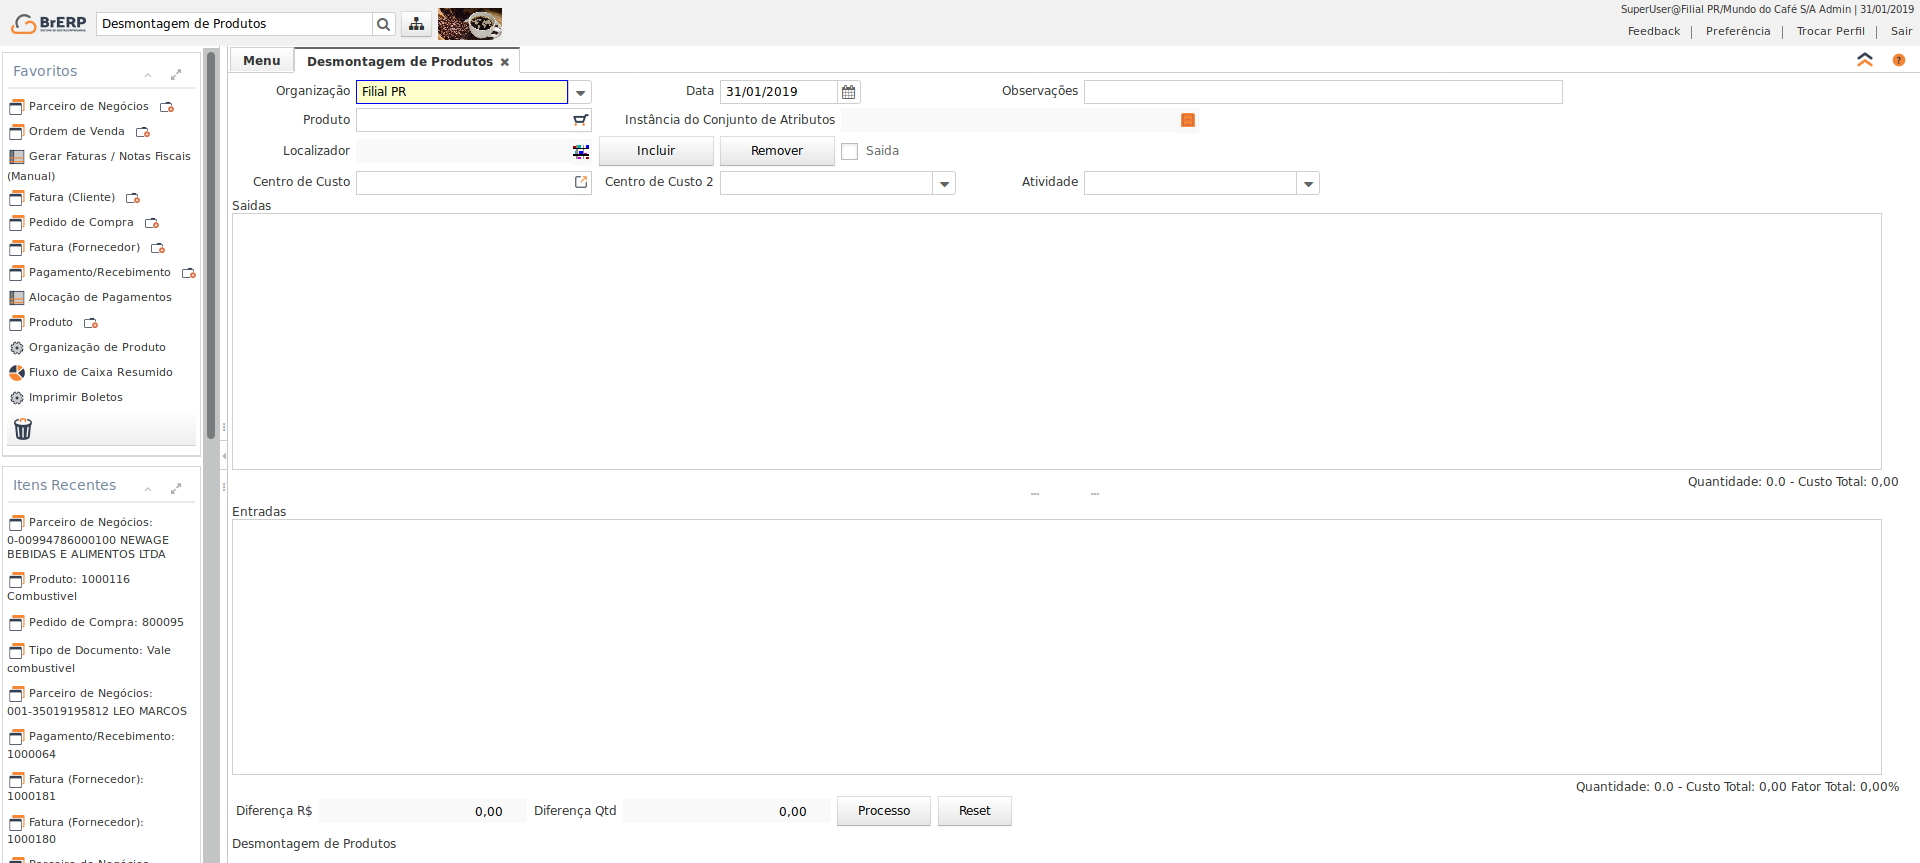 BrERP
Desmontagem de Produtos
SuperUser@Filial PR/Mundo do Café S/A Admin | 31/01/2019
Feedback | Preferência | Trocar Perfil | Sair
Favoritos
Parceiro de Negócios
Ordem de Venda
Gerar Faturas / Notas Fiscais
(Manual)
Fatura (Cliente)
Pedido de Compra
Fatura (Fornecedor)
Pagamento/Recebimento
Alocação de Pagamentos
Produto
Organização de Produto
Fluxo de Caixa Resumido
Imprimir Boletos
Itens Recentes
Parceiro de Negócios:
0-00994786000100 NEWAGE
BEBIDAS E ALIMENTOS LTDA
Produto: 1000116
Combustivel
Pedido de Compra: 800095
Tipo de Documento: Vale
combustivel
Parceiro de Negócios:
001-35019195812 LEO MARCOS
Pagamento/Recebimento:
1000064
Fatura (Fornecedor):
1000181
Fatura (Fornecedor):
1000180
Menu
Desmontagem de Produtos
Organização Filial PR
Data 31/01/2019
Observações
Produto
Instância do Conjunto de Atributos
Localizador
Incluir
Remover
Saida
Centro de Custo
Centro de Custo 2
Atividade
Saidas
Quantidade: 0.0 - Custo Total: 0,00
Entradas
Quantidade: 0.0 - Custo Total: 0,00 Fator Total: 0,00%
Diferença R$ 0,00
Diferença Qtd 0,00
Processo
Reset
Desmontagem de Produtos